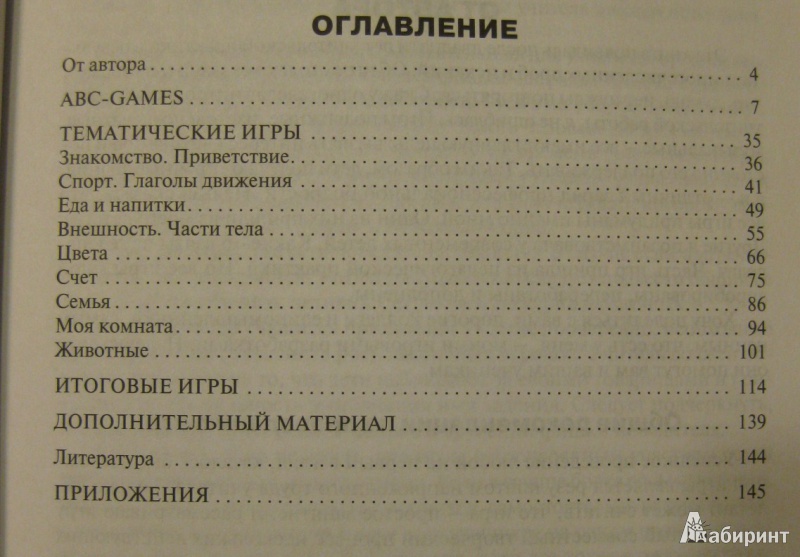 ОГЛАВЛЕНИЕ
От автора 4
ABC-GAMES 7
ТЕМАТИЧЕСКИЕ ИГРЫ 35
Знакомство. Приветствие 36
Спорт. Глаголы движения 41
Еда и напитки 49
Внешность. Части тела 55
Цвета 66
Счет 75
Семья 86
Моя комната 94
Животные 101
ИТОГОВЫЕ ИГРЫ 114
ДОПОЛНИТЕЛЬНЫЙ МАТЕРИАЛ 139
Литература 144
ПРИЛОЖЕНИЯ 145
Лабиринт